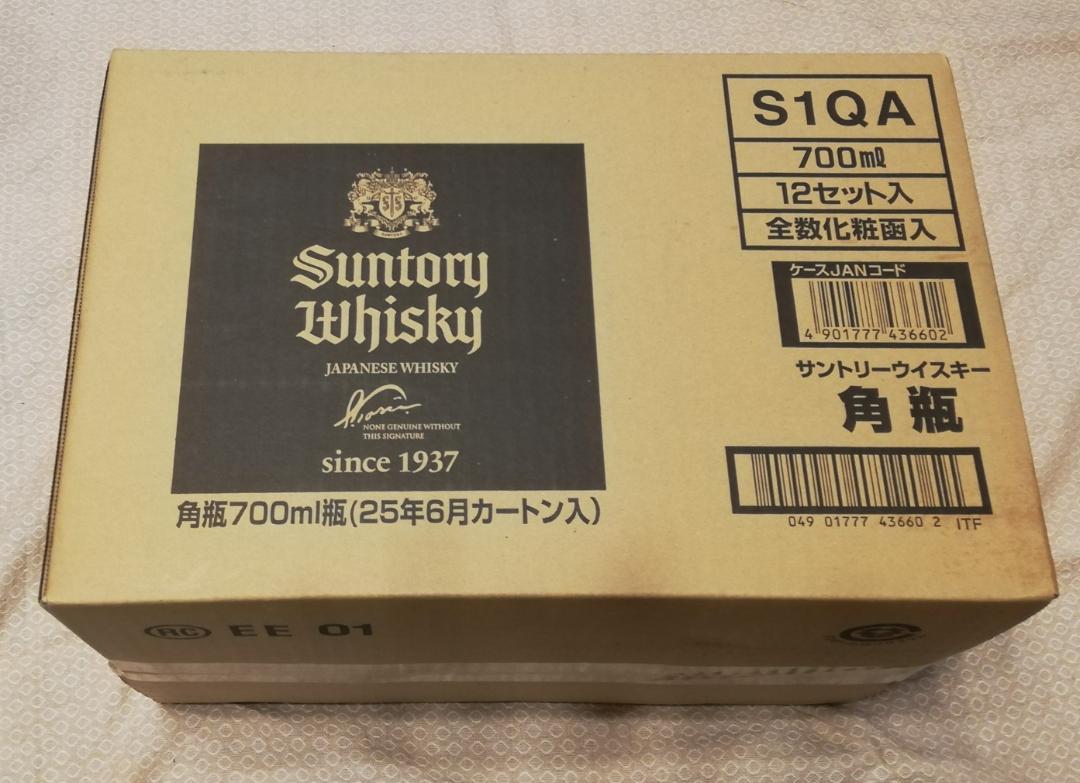 Suntory
Whisky
JAPANESE WHISKY
NONE GENUINE WITHOUT
THIS SIGNATURE
since 1937
角瓶700ml瓶(25年6月カートン入)
S1QA
700ml
12セット入
全数化粧函入
ケースJANコード
4 901777 436602
サントリーウイスキー
角瓶
049 01777 43660 2 ITF
RC EE 01